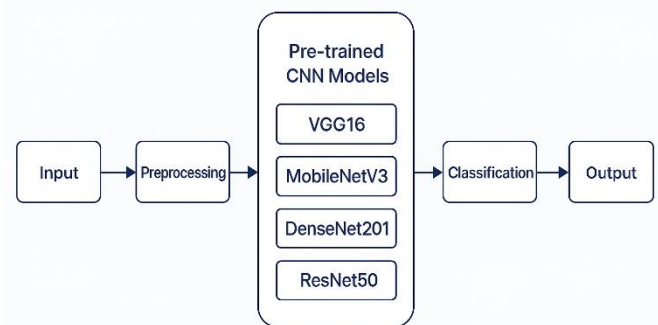 Input
Preprocessing
Pre-trained
CNN Models
VGG16
MobileNetV3
DenseNet201
ResNet50
Classification
Output